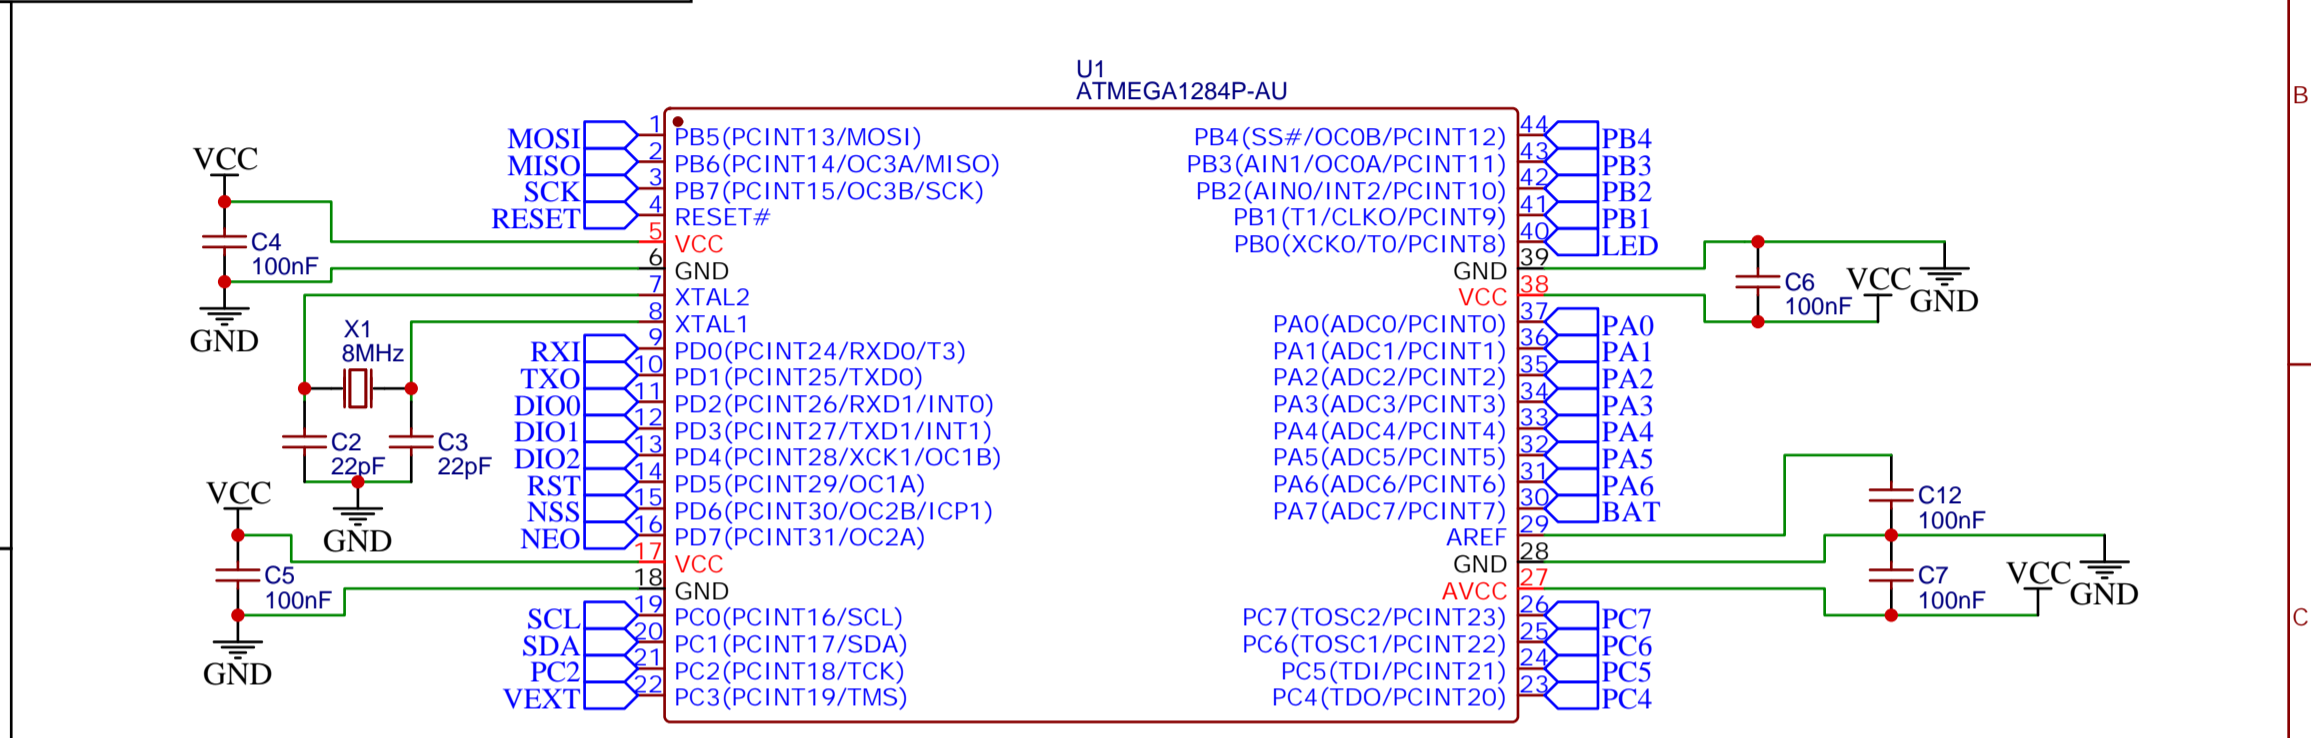 U1
ATMEGA1284P-AU
B
C
VCC
C4
100nF
GND
X1
8MHz
C2
22pF
C3
22pF
GND
VCC
C5
100nF
GND
MOSI 1 PB5(PCINT13/MOSI)
MISO 2 PB6(PCINT14/OC3A/MISO)
SCK 3 PB7(PCINT15/OC3B/SCK)
RESET 4 RESET#
5 VCC
6 GND
7 XTAL2
8 XTAL1
RXI 9 PD0(PCINT24/RXD0/T3)
TXO 10 PD1(PCINT25/TXD0)
DIO0 11 PD2(PCINT26/RXD1/INT0)
DIO1 12 PD3(PCINT27/TXD1/INT1)
DIO2 13 PD4(PCINT28/XCK1/OC1B)
RST 14 PD5(PCINT29/OC1A)
NSS 15 PD6(PCINT30/OC2B/ICP1)
NEO 16 PD7(PCINT31/OC2A)
17 VCC
18 GND
SCL 19 PC0(PCINT16/SCL)
SDA 20 PC1(PCINT17/SDA)
PC2 21 PC2(PCINT18/TCK)
VEXT 22 PC3(PCINT19/TMS)
PB4(SS#/OC0B/PCINT12) 44 PB4
PB3(AIN1/OC0A/PCINT11) 43 PB3
PB2(AIN0/INT2/PCINT10) 42 PB2
PB1(T1/CLKO/PCINT9) 41 PB1
PB0(XCK0/T0/PCINT8) 40 LED
GND 39
VCC 38
PA0(ADC0/PCINT0) 37 PA0
PA1(ADC1/PCINT1) 36 PA1
PA2(ADC2/PCINT2) 35 PA2
PA3(ADC3/PCINT3) 34 PA3
PA4(ADC4/PCINT4) 33 PA4
PA5(ADC5/PCINT5) 32 PA5
PA6(ADC6/PCINT6) 31 PA6
PA7(ADC7/PCINT7) 30 BAT
AREF 29
GND 28
AVCC 27
PC7(TOSC2/PCINT23) 26 PC7
PC6(TOSC1/PCINT22) 25 PC6
PC5(TDI/PCINT21) 24 PC5
PC4(TDO/PCINT20) 23 PC4
C6
100nF
VCC
GND
C12
100nF
C7
100nF
VCC
GND